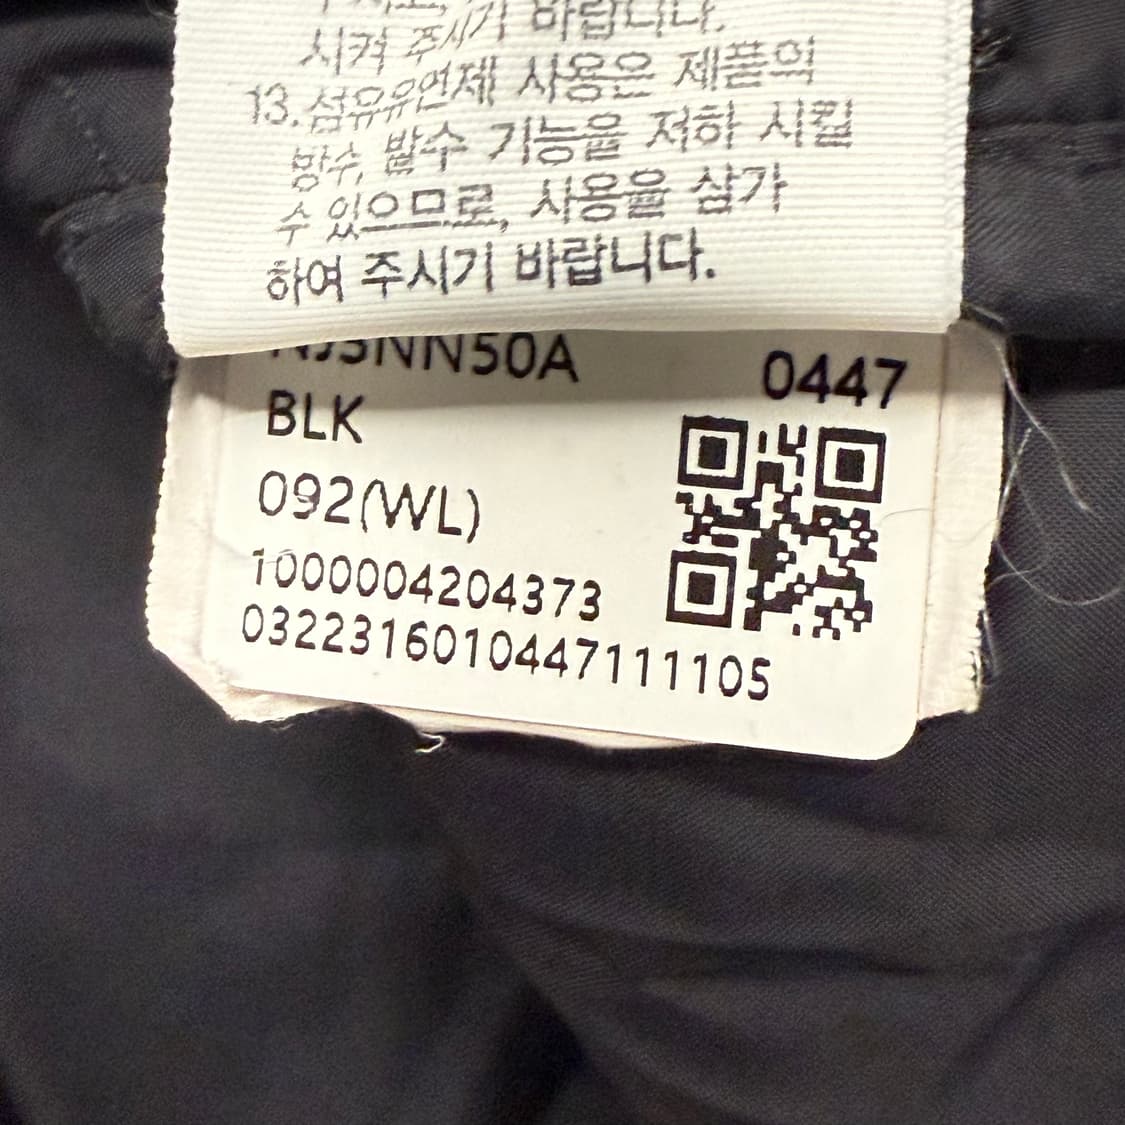 시켜 주시기 바랍니다.
13.섬유유연제 사용은 제품의
방수, 발수 기능을 저하 시킬
수 있으므로, 사용을 삼가
하여 주시기 바랍니다.
NJ3NN50A
0447
BLK
092(WL)
1000004204373
0322316010447111105